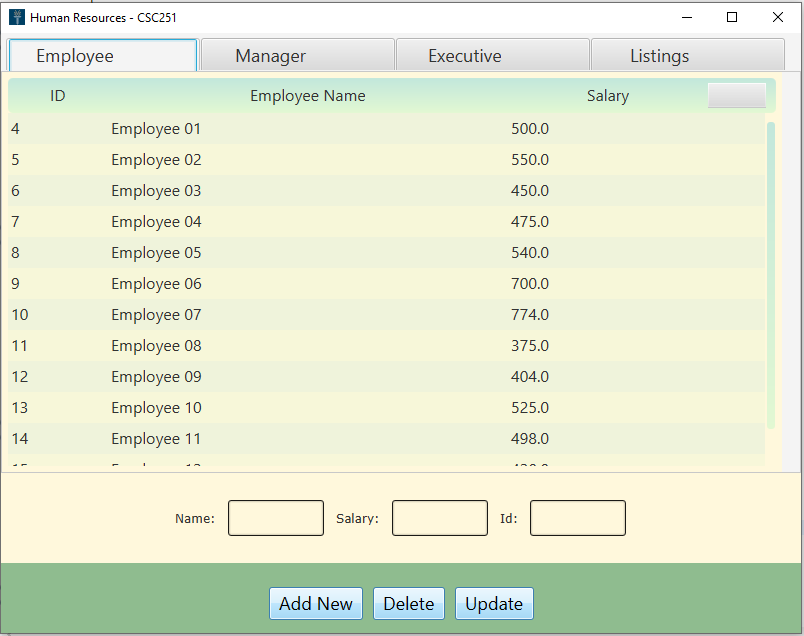 Human Resources - CSC251
Employee Manager Executive Listings
ID Employee Name Salary
4 Employee 01 500.0
5 Employee 02 550.0
6 Employee 03 450.0
7 Employee 04 475.0
8 Employee 05 540.0
9 Employee 06 700.0
10 Employee 07 774.0
11 Employee 08 375.0
12 Employee 09 404.0
13 Employee 10 525.0
14 Employee 11 498.0
Name: Salary: Id:
Add New Delete Update